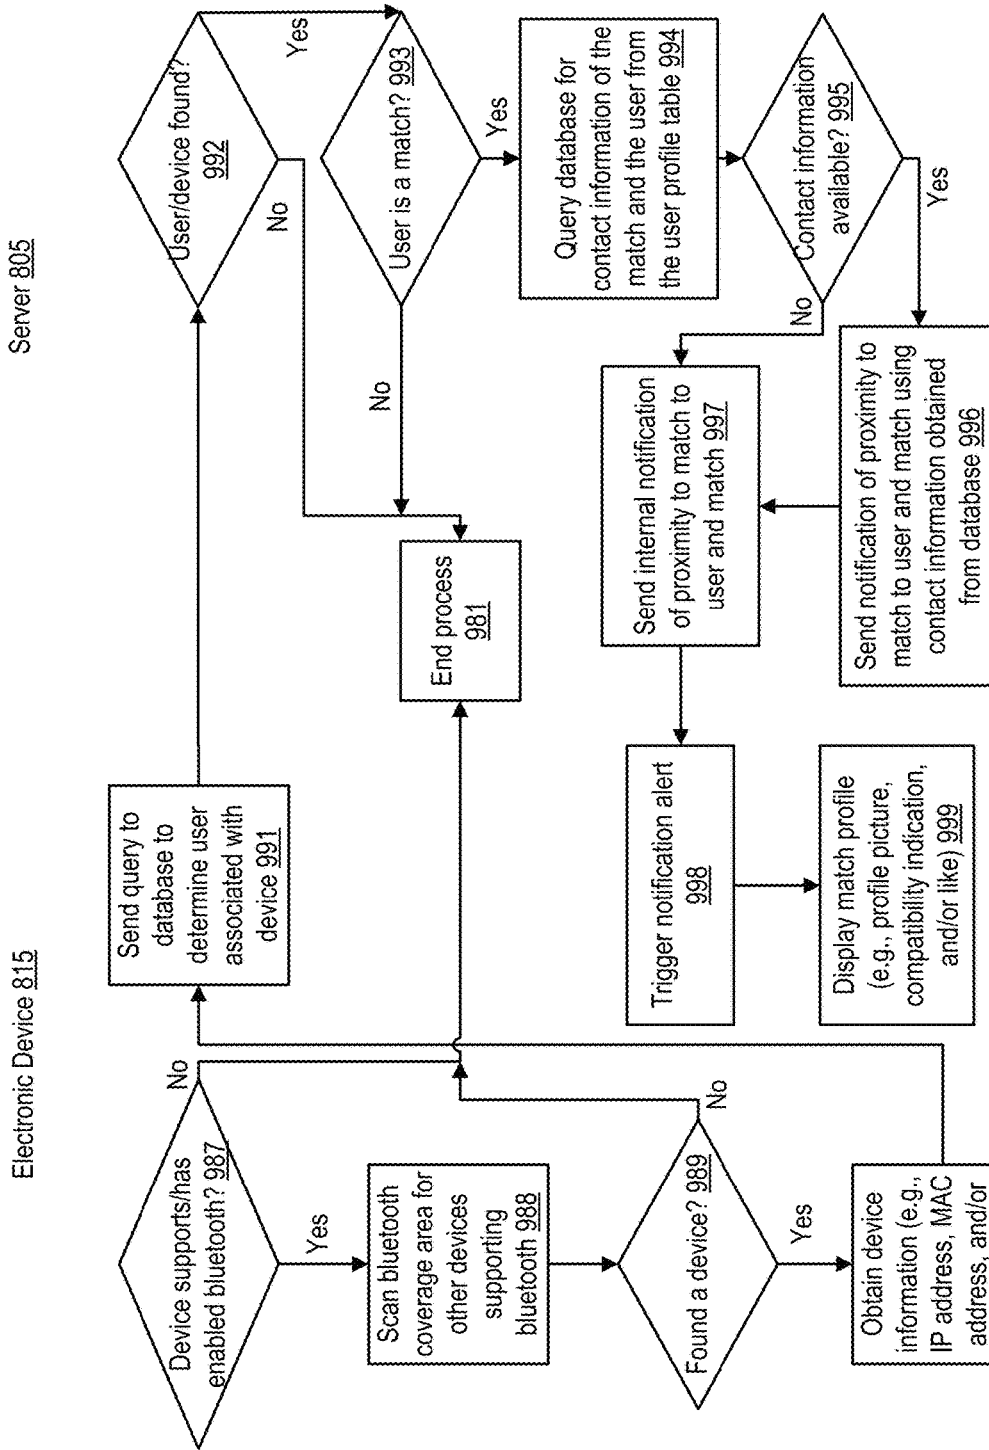 Electronic Device 815
Server 805
Device supports/has
enabled bluetooth? 987
No
Yes
Scan bluetooth
coverage area for
other devices
supporting
bluetooth 988
Found a device? 989
No
Yes
Obtain device
information (e.g.,
IP address, MAC
address, and/or
Send query to
database to
determine user
associated with
device 991
User/device found?
992
No
Yes
User is a match? 993
No
Yes
End process
981
Query database for
contact information of the
match and the user from
the user profile table 994
Contact information
available? 995
No
Yes
Send notification of proximity to
match to user and match using
contact information obtained
from database 996
Send internal notification
of proximity to match to
user and match 997
Trigger notification alert
998
Display match profile
(e.g., profile picture,
compatibility indication,
and/or like) 999